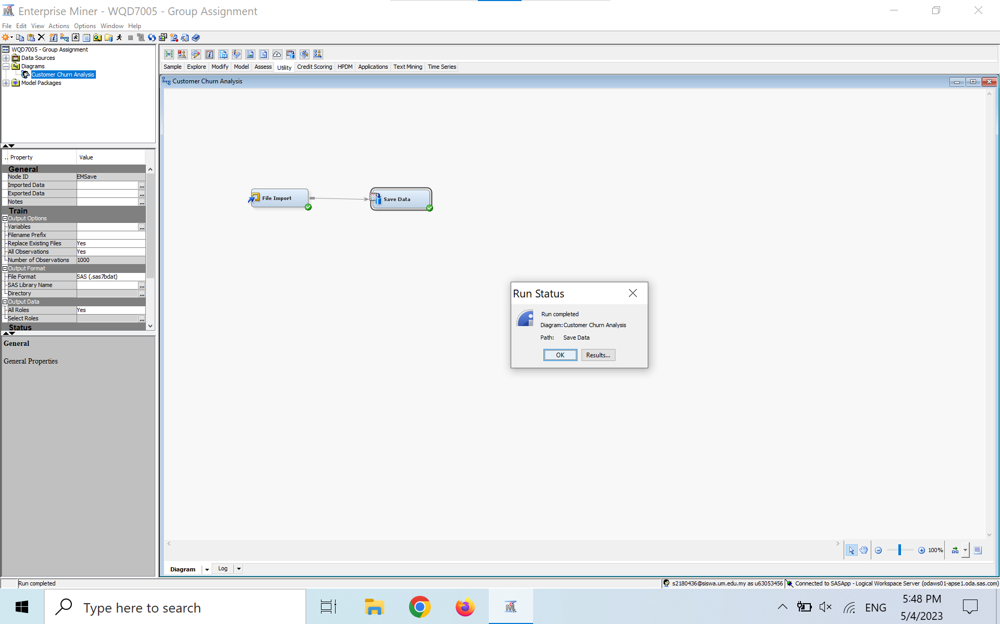 Enterprise Miner - WQD7005 - Group Assignment
File Edit View Actions Options Window Help
WQD7005 - Group Assignment
Data Sources
Diagrams
Customer Churn Analysis
Model Packages
Sample Explore Modify Model Assess Utility Credit Scoring HPDM Applications Text Mining Time Series
Customer Churn Analysis
.. Property Value
General
Node ID EMSave
Imported Data ...
Exported Data ...
Notes ...
Train
Output Options
Variables ...
Filename Prefix
Replace Existing Files Yes
All Observations Yes
Number of Observations 1000
Output Format
File Format SAS (.sas7bdat)
SAS Library Name ...
Directory ...
Output Data
All Roles Yes
Select Roles ...
Status
General
General Properties
File Import
Save Data
Run Status
Run completed
Diagram: Customer Churn Analysis
Path: Save Data
OK Results...
100%
Diagram Log
Run completed
s2180436@siswa.um.edu.my as u63053456 Connected to SASApp - Logical Workspace Server (odaws01-apse1.oda.sas.com)
Type here to search
ENG
5:48 PM
5/4/2023